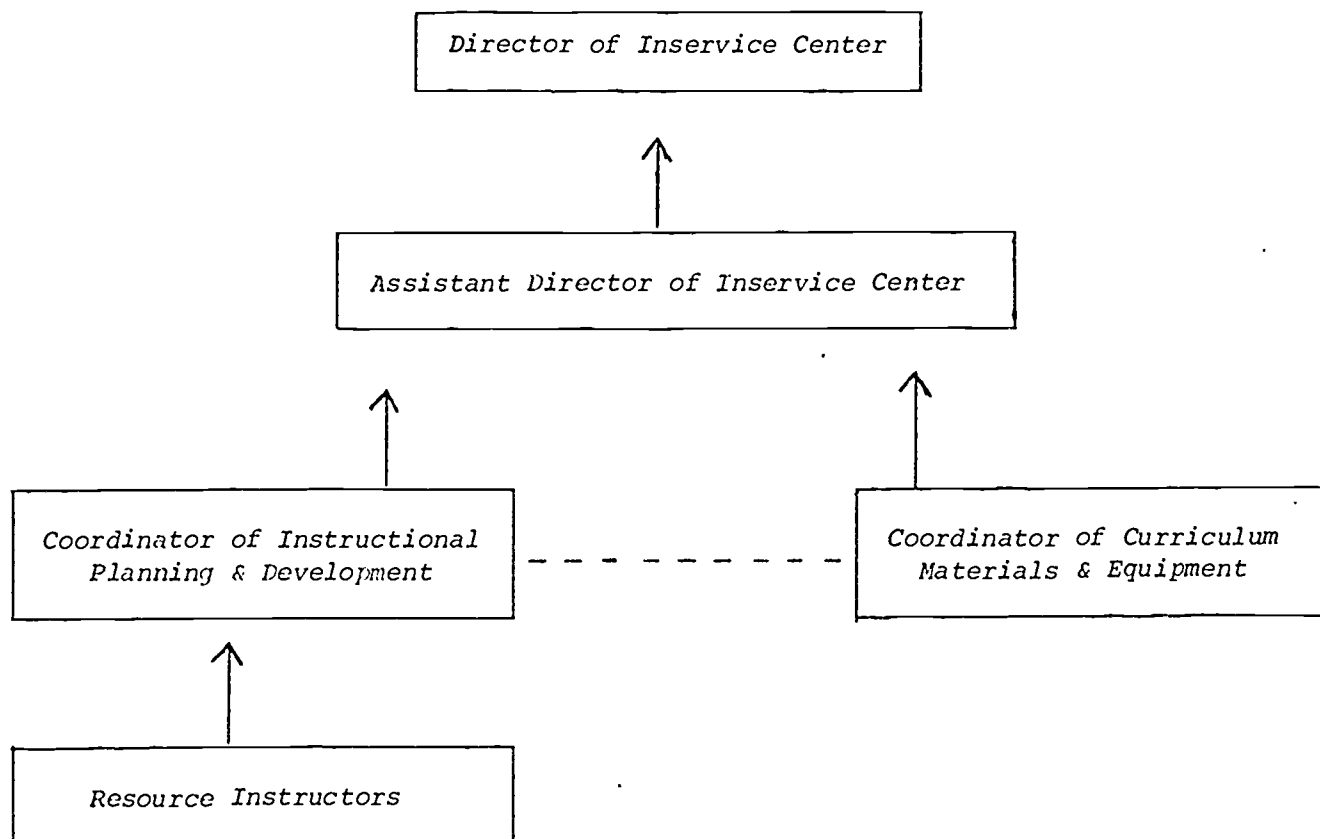 Director of Inservice Center
Assistant Director of Inservice Center
Coordinator of Instructional
Planning & Development
Coordinator of Curriculum
Materials & Equipment
Resource Instructors